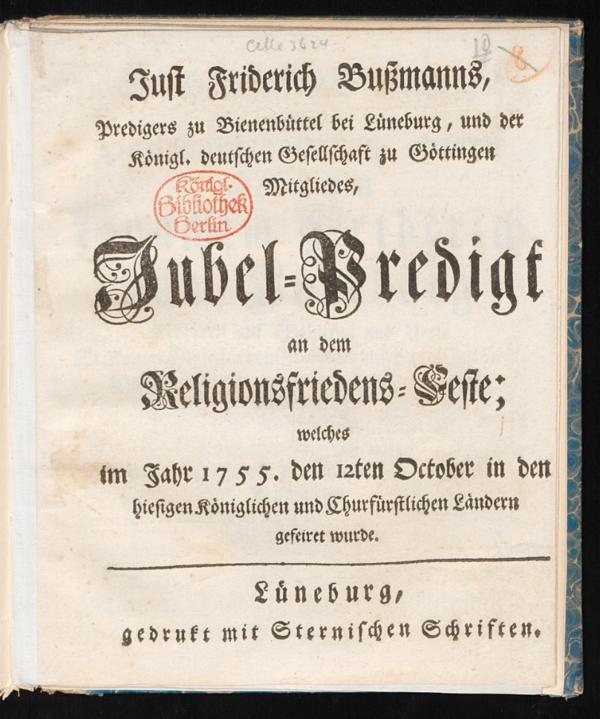 Celle 3624
10
8
Just Friderich Bußmanns,
Predigers zu Bienenbüttel bei Lüneburg, und der
Königl. deutschen Gesellschaft zu Göttingen
Mitgliedes,
Königl.
Bibliothek
Berlin
Jubel-Predigt
an dem
Religionsfriedens-Feste;
welches
im Jahr 1755. den 12ten October in den
hiesigen Königlichen und Churfürstlichen Ländern
gefeiret wurde.
Lüneburg,
gedrukt mit Sternischen Schriften.